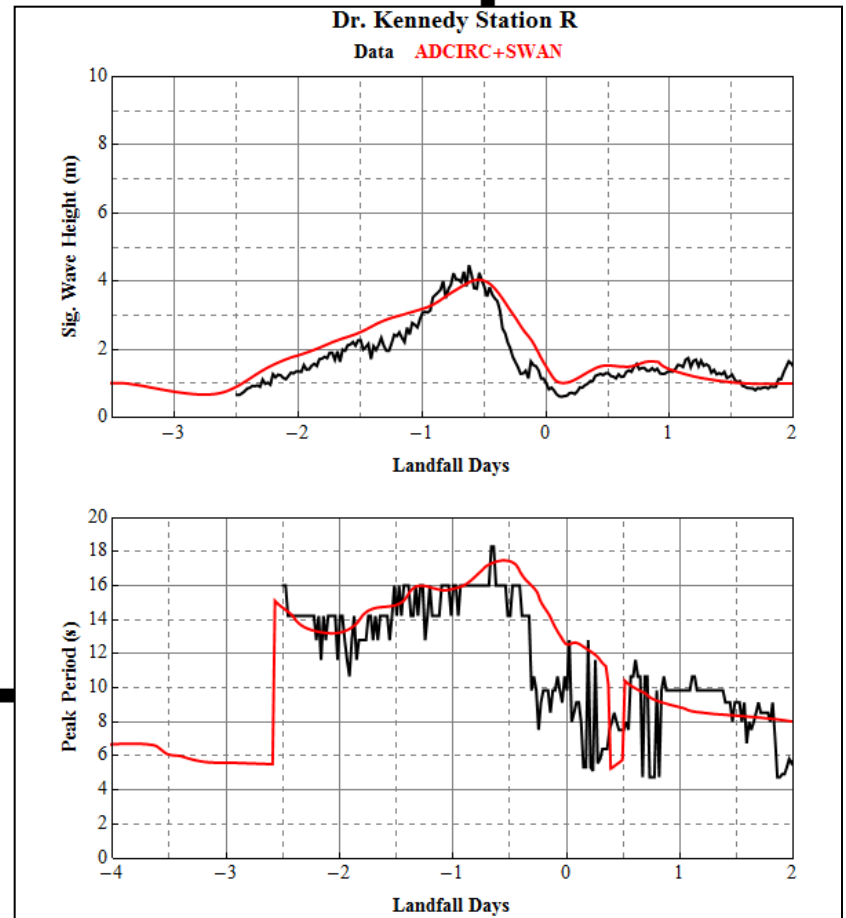 Dr. Kennedy Station R
Data ADCIRC+SWAN
10
8
6
4
2
0
Sig. Wave Height (m)
−3 −2 −1 0 1 2
Landfall Days
20
18
16
14
12
10
8
6
4
2
0
Peak Period (s)
−4 −3 −2 −1 0 1 2
Landfall Days